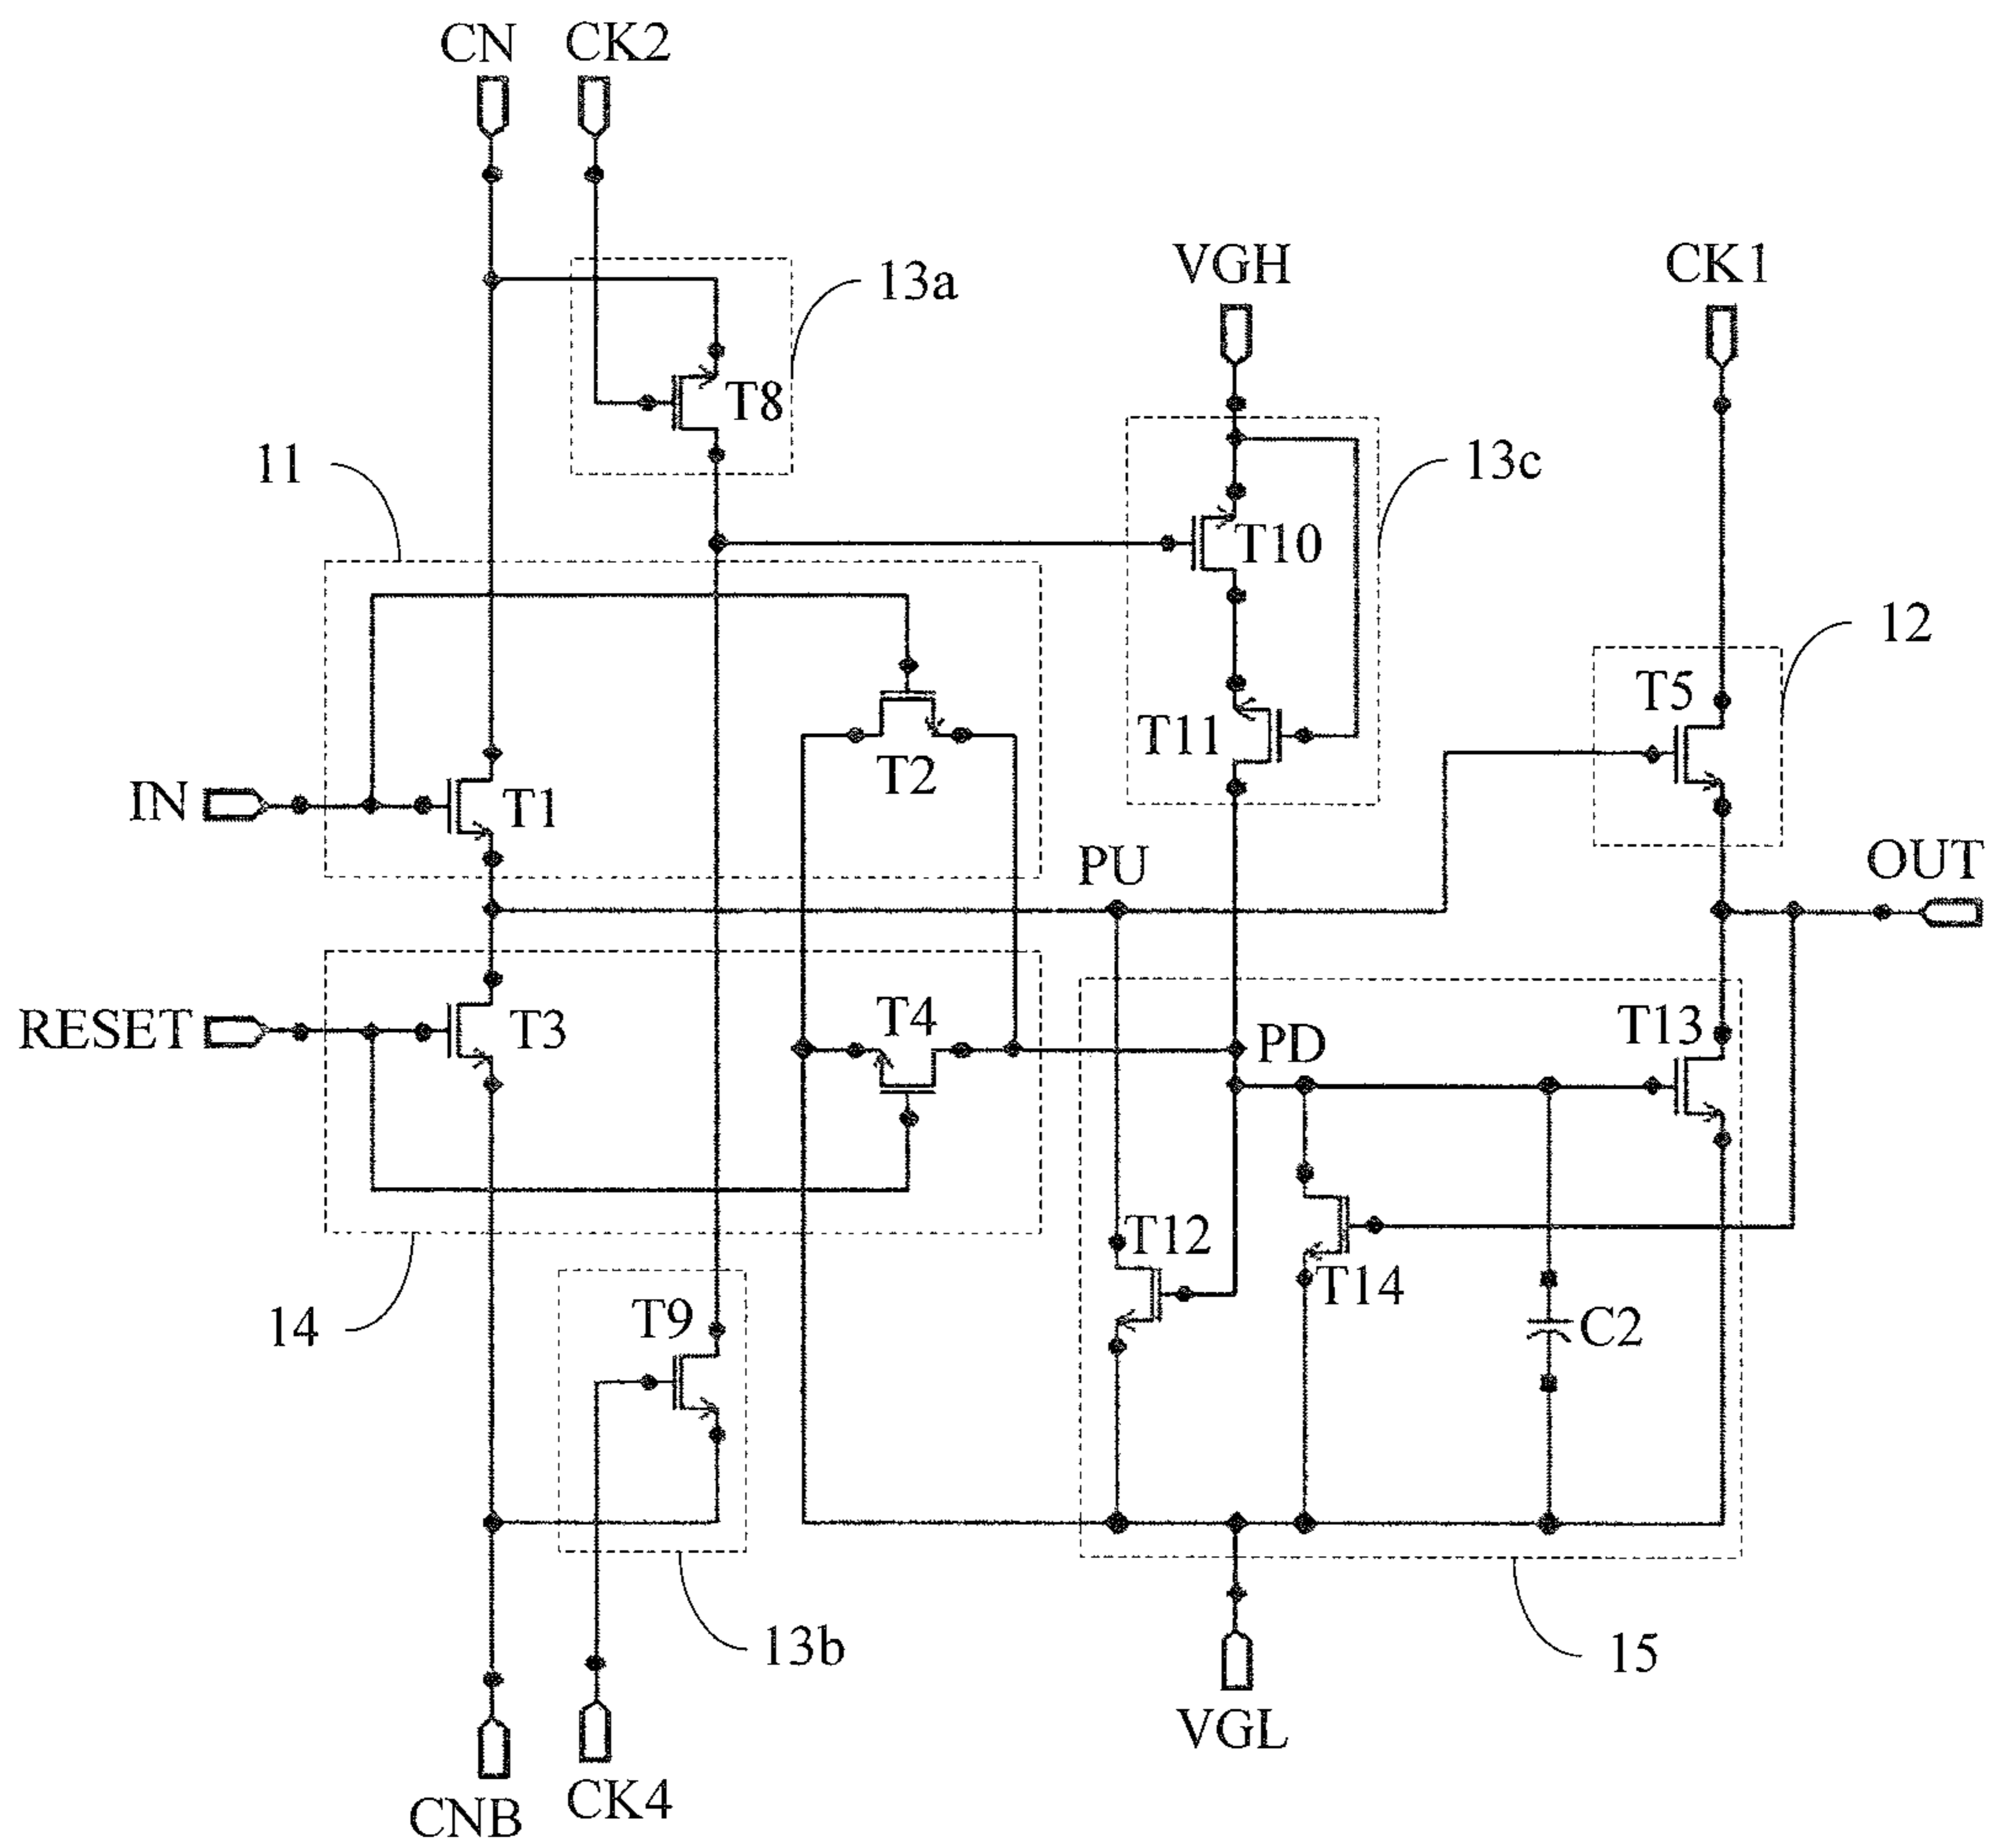 CN
CK2
VGH
CK1
13a
T8
13c
11
T10
12
T5
T11
T2
IN
T1
PU
OUT
RESET
T3
T4
PD
T13
T12
T14
T9
C2
14
13b
15
VGL
CNB
CK4